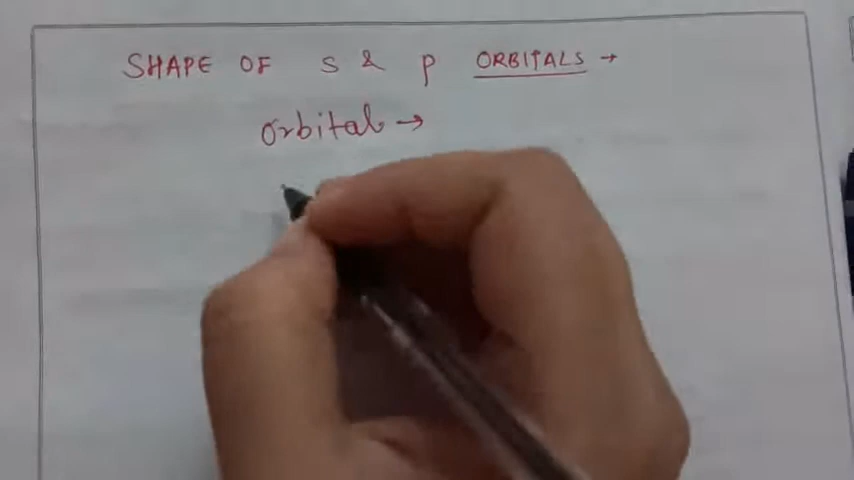 SHAPE OF s & p ORBITALS →
Orbital →